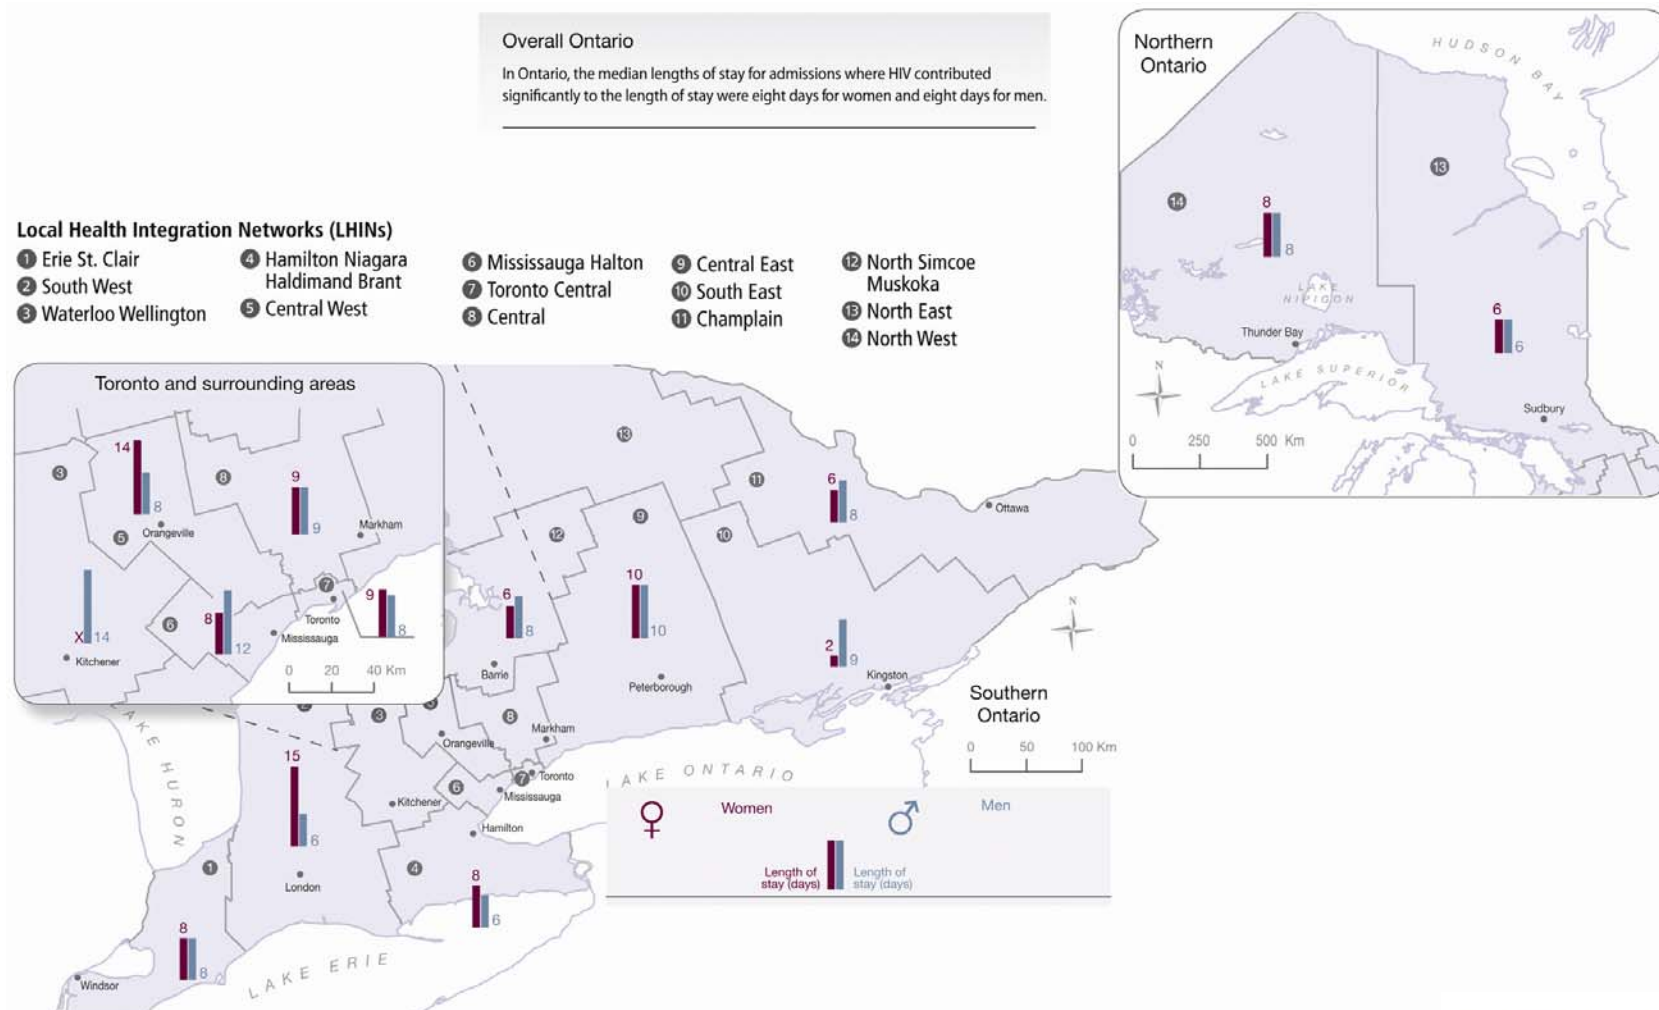 Overall Ontario
In Ontario, the median lengths of stay for admissions where HIV contributed
significantly to the length of stay were eight days for women and eight days for men.
Local Health Integration Networks (LHINs)
1 Erie St. Clair
2 South West
3 Waterloo Wellington
4 Hamilton Niagara
Haldimand Brant
5 Central West
6 Mississauga Halton
7 Toronto Central
8 Central
9 Central East
10 South East
11 Champlain
12 North Simcoe
Muskoka
13 North East
14 North West
Northern
Ontario
HUDSON BAY
13
14
8
8
LAKE
NIPIGON
6
6
Thunder Bay
LAKE SUPERIOR
N
Sudbury
0 250 500 Km
Toronto and surrounding areas
14
3
8
8
9
9
Orangeville
Markham
5
7
9
8
X 14
6
8
12
Toronto
Mississauga
Kitchener
0 20 40 Km
13
11
6
8
Ottawa
9
12
10
6
8
10
10
2
9
N
Barrie
Peterborough
Kingston
Southern
Ontario
0 50 100 Km
LAKE HURON
2
3
5
8
Markham
Orangeville
15
6
7
Toronto
6
Mississauga
LAKE ONTARIO
Kitchener
Hamilton
1
London
4
8
6
8
8
Windsor
LAKE ERIE
Women
Men
Length of
stay (days)
Length of
stay (days)